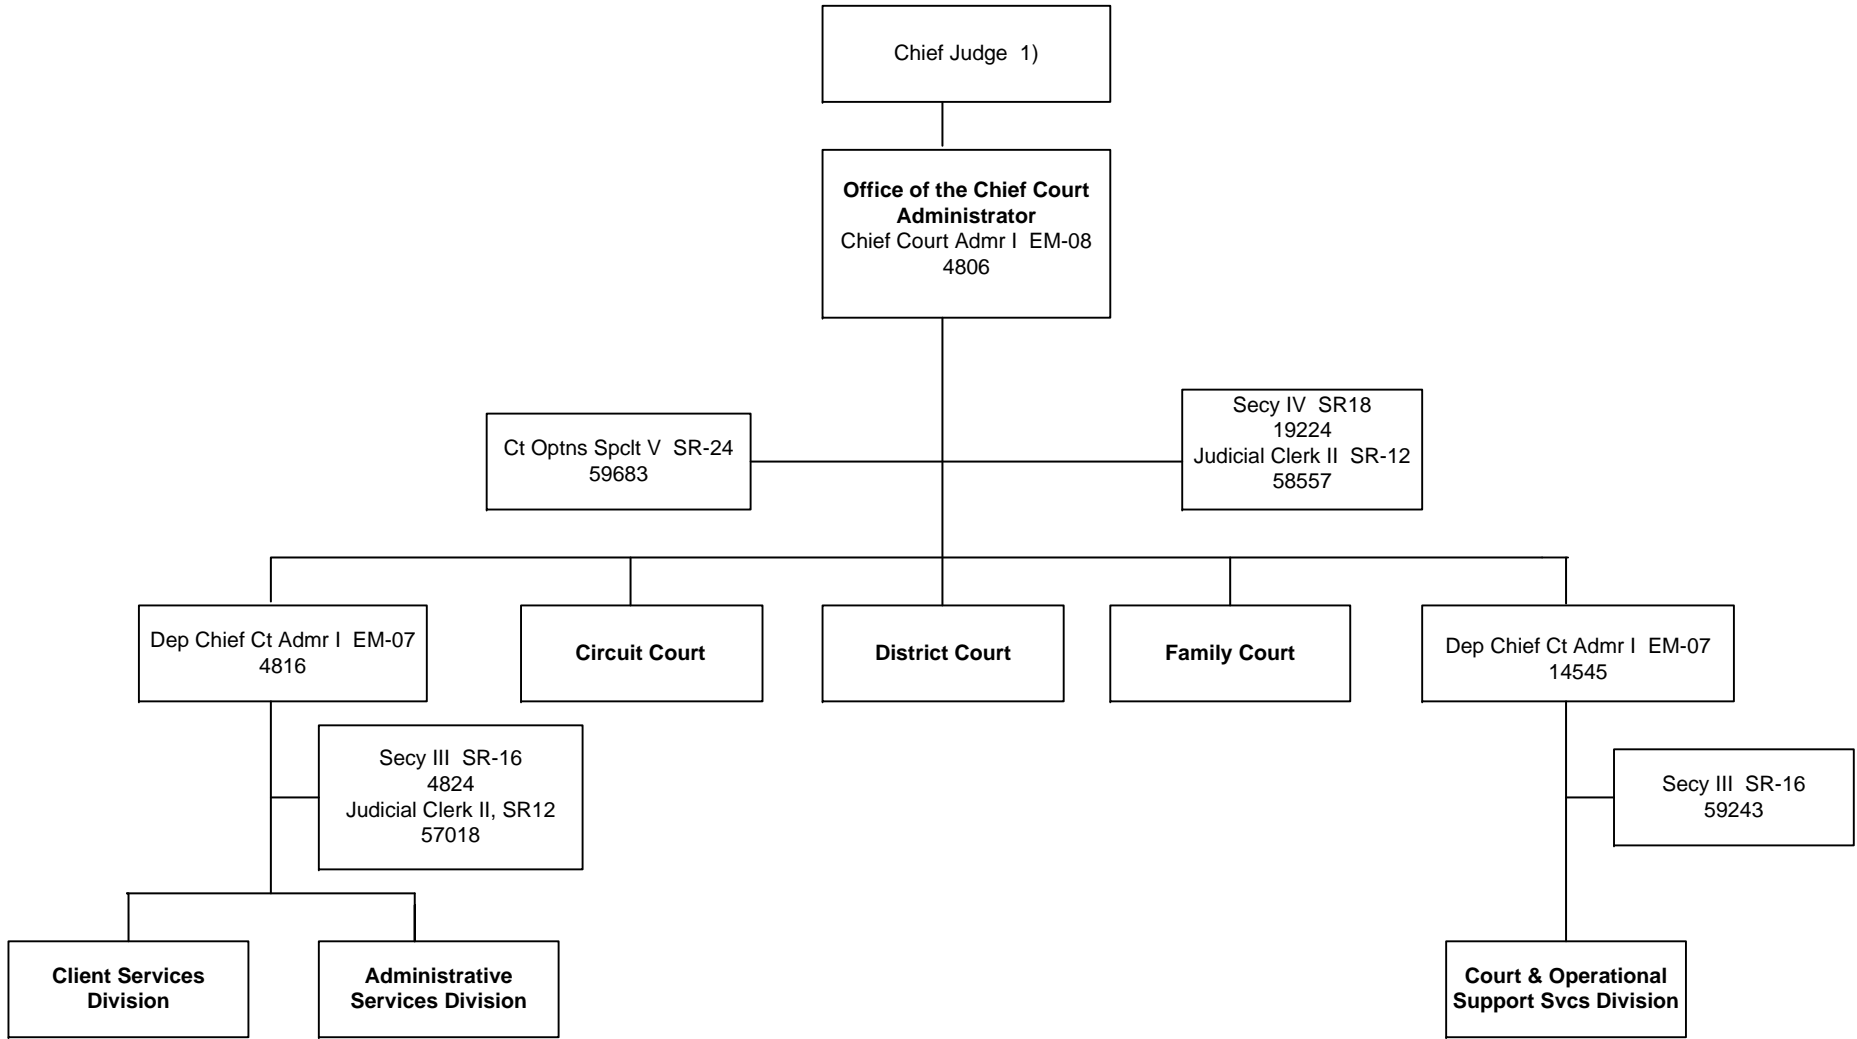 Chief Judge 1)
Office of the Chief Court
Administrator
Chief Court Admr I EM-08
4806
Ct Optns Spclt V SR-24
59683
Secy IV SR18
19224
Judicial Clerk II SR-12
58557
Dep Chief Ct Admr I EM-07
4816
Circuit Court
District Court
Family Court
Dep Chief Ct Admr I EM-07
14545
Secy III SR-16
4824
Judicial Clerk II, SR12
57018
Secy III SR-16
59243
Client Services
Division
Administrative
Services Division
Court & Operational
Support Svcs Division